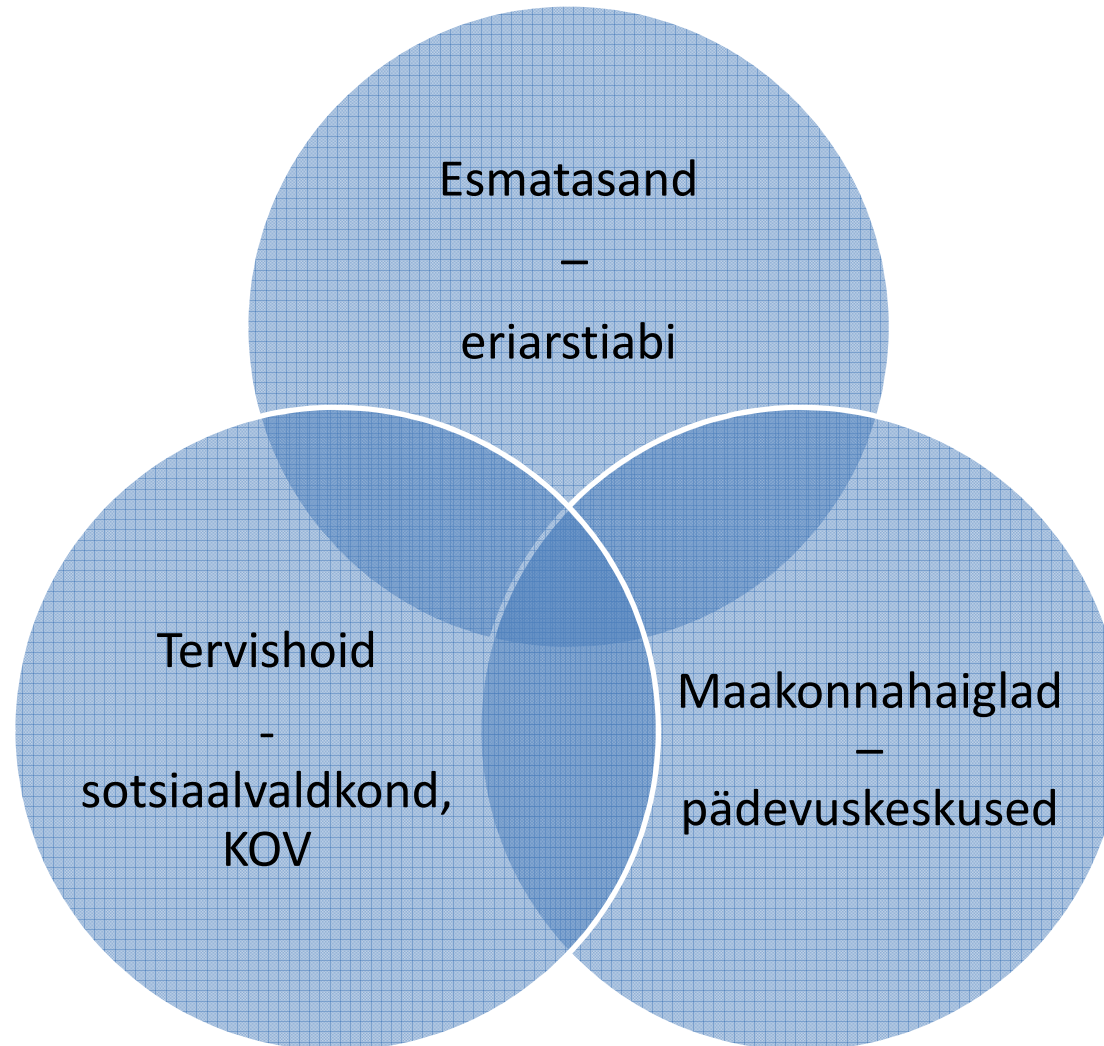 Esmatasand
–
eriarstiabi
Tervishoid
-
sotsiaalvaldkond,
KOV
Maakonnahaiglad
–
pädevuskeskused